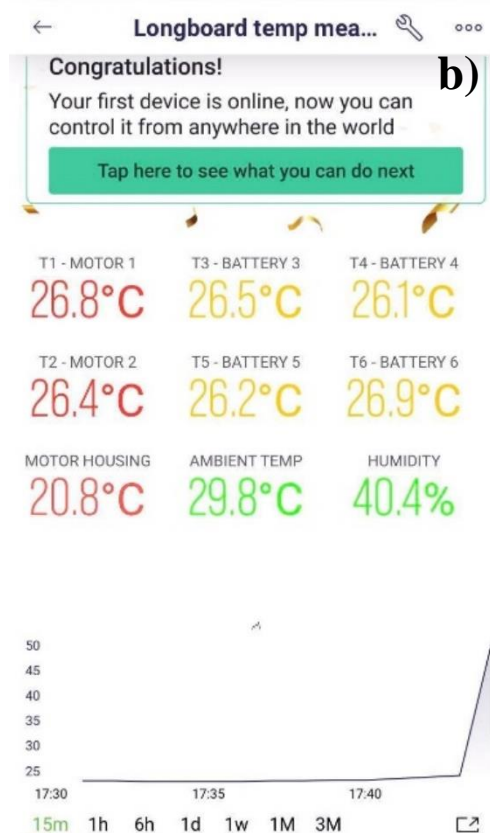 Longboard temp mea...
b)
Congratulations!
Your first device is online, now you can
control it from anywhere in the world
Tap here to see what you can do next
T1 - MOTOR 1 T3 - BATTERY 3 T4 - BATTERY 4
26.8°C 26.5°C 26.1°C
T2 - MOTOR 2 T5 - BATTERY 5 T6 - BATTERY 6
26.4°C 26.2°C 26.9°C
MOTOR HOUSING AMBIENT TEMP HUMIDITY
20.8°C 29.8°C 40.4%
50
45
40
35
30
25
17:30 17:35 17:40
15m 1h 6h 1d 1w 1M 3M